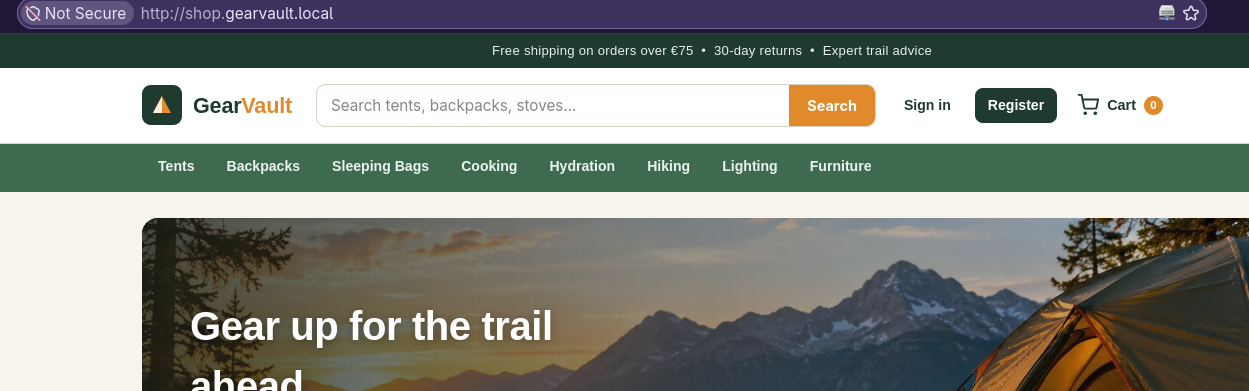 Not Secure http://shop.gearvault.local
Free shipping on orders over €75 • 30-day returns • Expert trail advice
GearVault
Search tents, backpacks, stoves...
Search
Sign in
Register
Cart 0
Tents Backpacks Sleeping Bags Cooking Hydration Hiking Lighting Furniture
Gear up for the trail
ahead